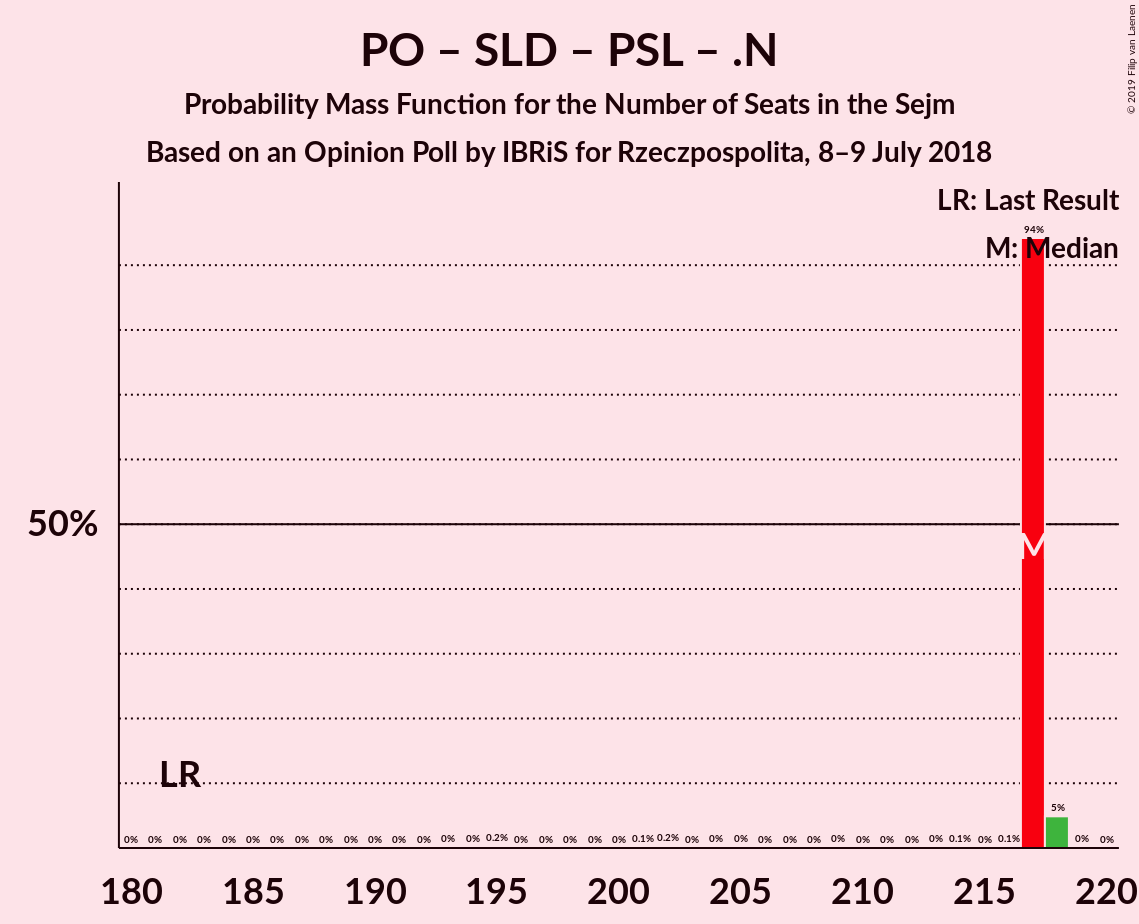 PO – SLD – PSL – .N
Probability Mass Function for the Number of Seats in the Sejm
Based on an Opinion Poll by IBRiS for Rzeczpospolita, 8–9 July 2018
© 2019 Filip van Laenen
LR: Last Result
M: Median
94%
50%
M
LR
5%
0% 0% 0% 0% 0% 0% 0% 0% 0% 0% 0% 0% 0% 0% 0% 0.2% 0% 0% 0% 0% 0% 0.1% 0.2% 0% 0% 0% 0% 0% 0% 0% 0% 0% 0% 0% 0.1% 0% 0.1% 0% 0%
180 185 190 195 200 205 210 215 220